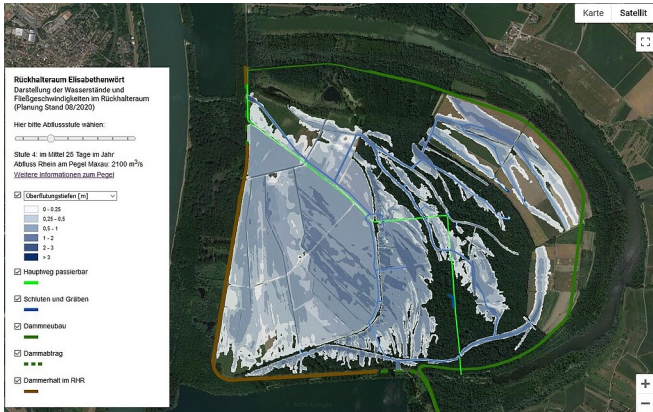 Karte Satellit
Rückhalteraum Elisabethenwört
Darstellung der Wasserstände und
Fließgeschwindigkeiten im Rückhalteraum
(Planung Stand 08/2020)
Hier bitte Abflussstufe wählen:
Stufe 4: im Mittel 25 Tage im Jahr
Abfluss Rhein am Pegel Maxau: 2100 m³/s
Weitere Informationen zum Pegel
Überflutungstiefen [m]
0 - 0.25
0,25 - 0,5
0,5 - 1
1 - 2
2 - 3
> 3
Hauptweg passierbar
Schluten und Gräben
Dammneubau
Dammabtrag
Dammerhalt im RHR
+
−